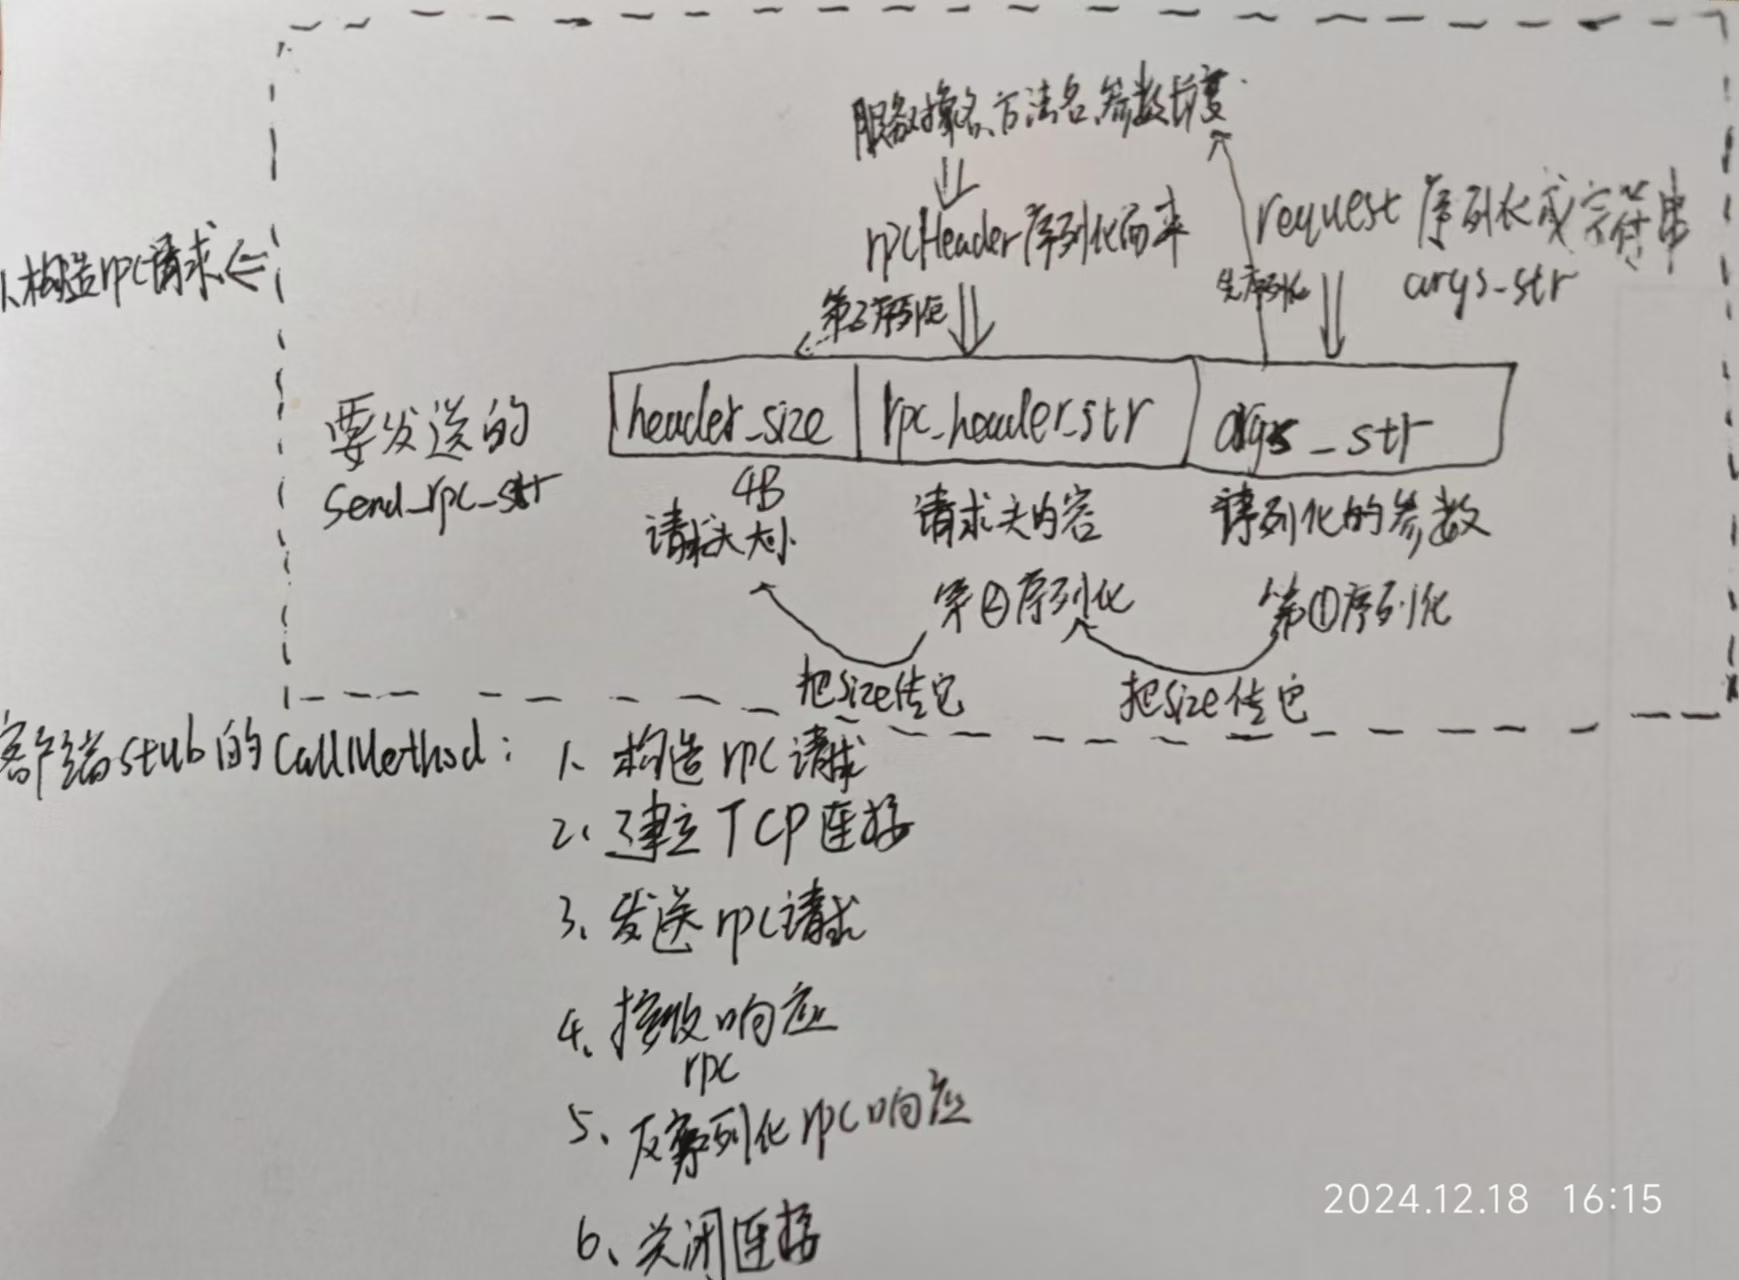 服务对象名、方法名、参数长度
rpcHeader序列化而来
request 序列化成字符串
args_str
先序列化
第②序列化
1、构造rpc请求
要发送的
send_rpc_str
header_size
rpc_header_str
args_str
4B
请求头大小
请求头内容
序列化的参数
第②序列化
第①序列化
把size传它
把size传它
客户端stub的CallMethod：
1、构造rpc请求
2、建立TCP连接
3、发送rpc请求
4、接收响应
rpc
5、反序列化rpc响应
6、关闭连接
2024.12.18 16:15